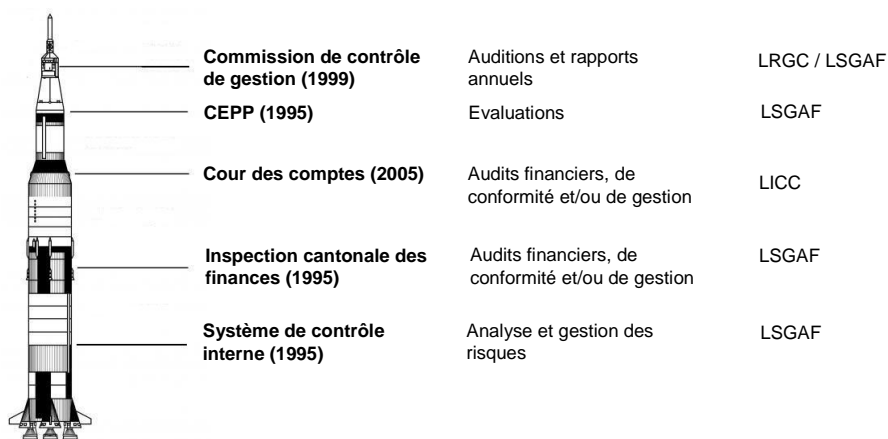 Commission de contrôle
de gestion (1999)
Auditions et rapports
annuels
LRGC / LSGAF
CEPP (1995)
Evaluations
LSGAF
Cour des comptes (2005)
Audits financiers, de
conformité et/ou de gestion
LICC
Inspection cantonale des
finances (1995)
Audits financiers, de
conformité et/ou de gestion
LSGAF
Système de contrôle
interne (1995)
Analyse et gestion des
risques
LSGAF